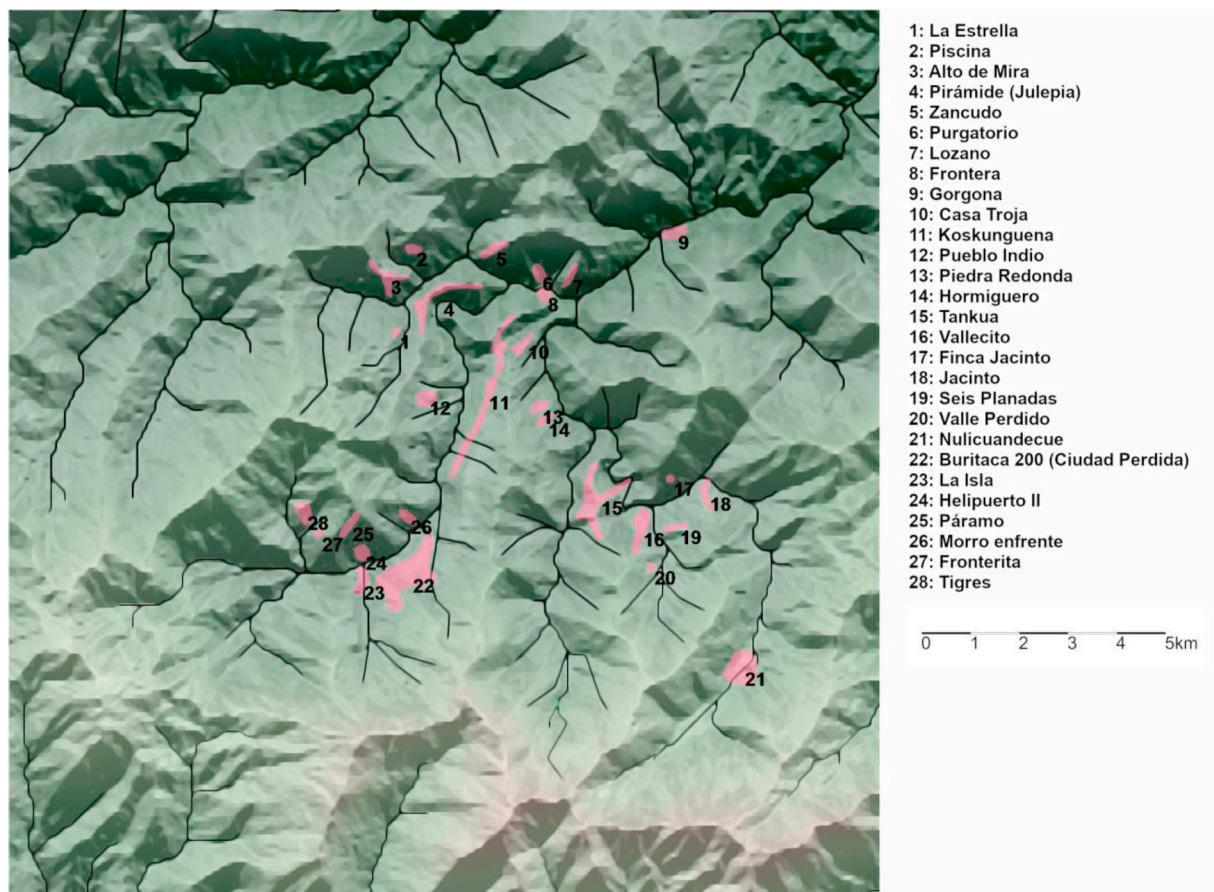 1: La Estrella
2: Piscina
3: Alto de Mira
4: Pirámide (Julepia)
5: Zancudo
6: Purgatorio
7: Lozano
8: Frontera
9: Gorgona
10: Casa Troja
11: Koskunguena
12: Pueblo Indio
13: Piedra Redonda
14: Hormiguero
15: Tankua
16: Vallecito
17: Finca Jacinto
18: Jacinto
19: Seis Planadas
20: Valle Perdido
21: Nulicuandecue
22: Buritaca 200 (Ciudad Perdida)
23: La Isla
24: Helipuerto II
25: Páramo
26: Morro enfrente
27: Fronterita
28: Tigres
0 1 2 3 4 5km
9
2
5
3
6
7
8
4
1
10
12
11
13
14
17
18
15
28
26
25
27
16
19
24
20
22
23
21